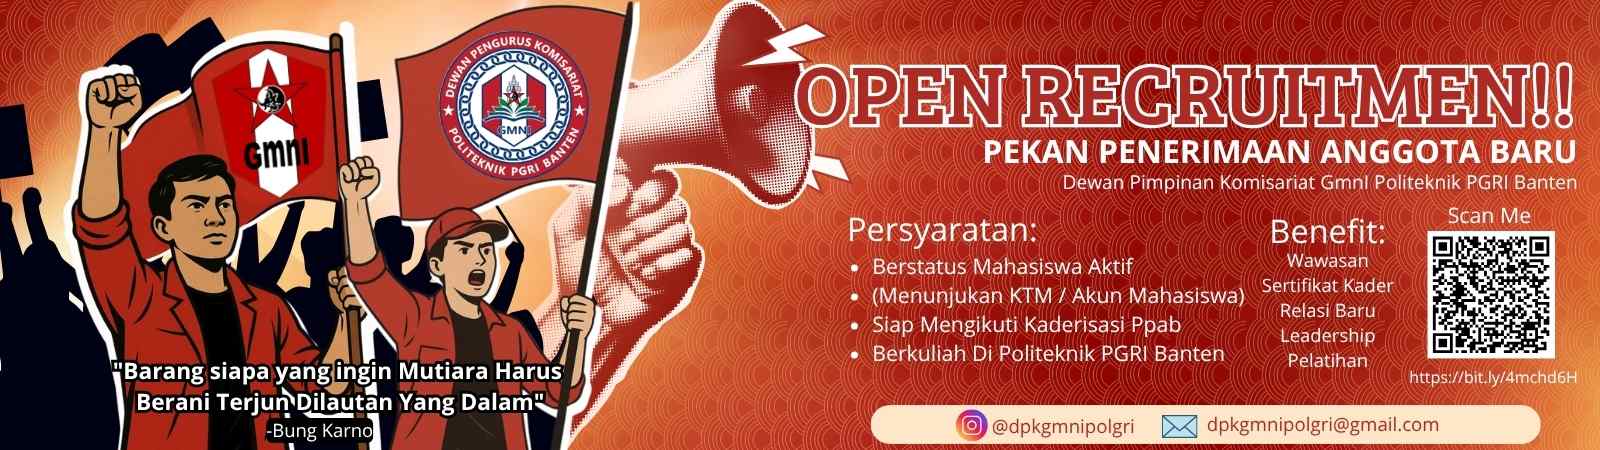 GMNI
DEWAN PENGURUS KOMISARIAT
GMNI
POLITEKNIK PGRI BANTEN
"Barang siapa yang ingin Mutiara Harus
Berani Terjun Dilautan Yang Dalam"
-Bung Karno
OPEN RECRUITMEN!!
PEKAN PENERIMAAN ANGGOTA BARU
Dewan Pimpinan Komisariat GmnI Politeknik PGRI Banten
Persyaratan:
• Berstatus Mahasiswa Aktif
• (Menunjukan KTM / Akun Mahasiswa)
• Siap Mengikuti Kaderisasi Ppab
• Berkuliah Di Politeknik PGRI Banten
Benefit:
Wawasan
Sertifikat Kader
Relasi Baru
Leadership
Pelatihan
Scan Me
https://bit.ly/4mchd6H
@dpkgmnipolgri
dpkgmnipolgri@gmail.com